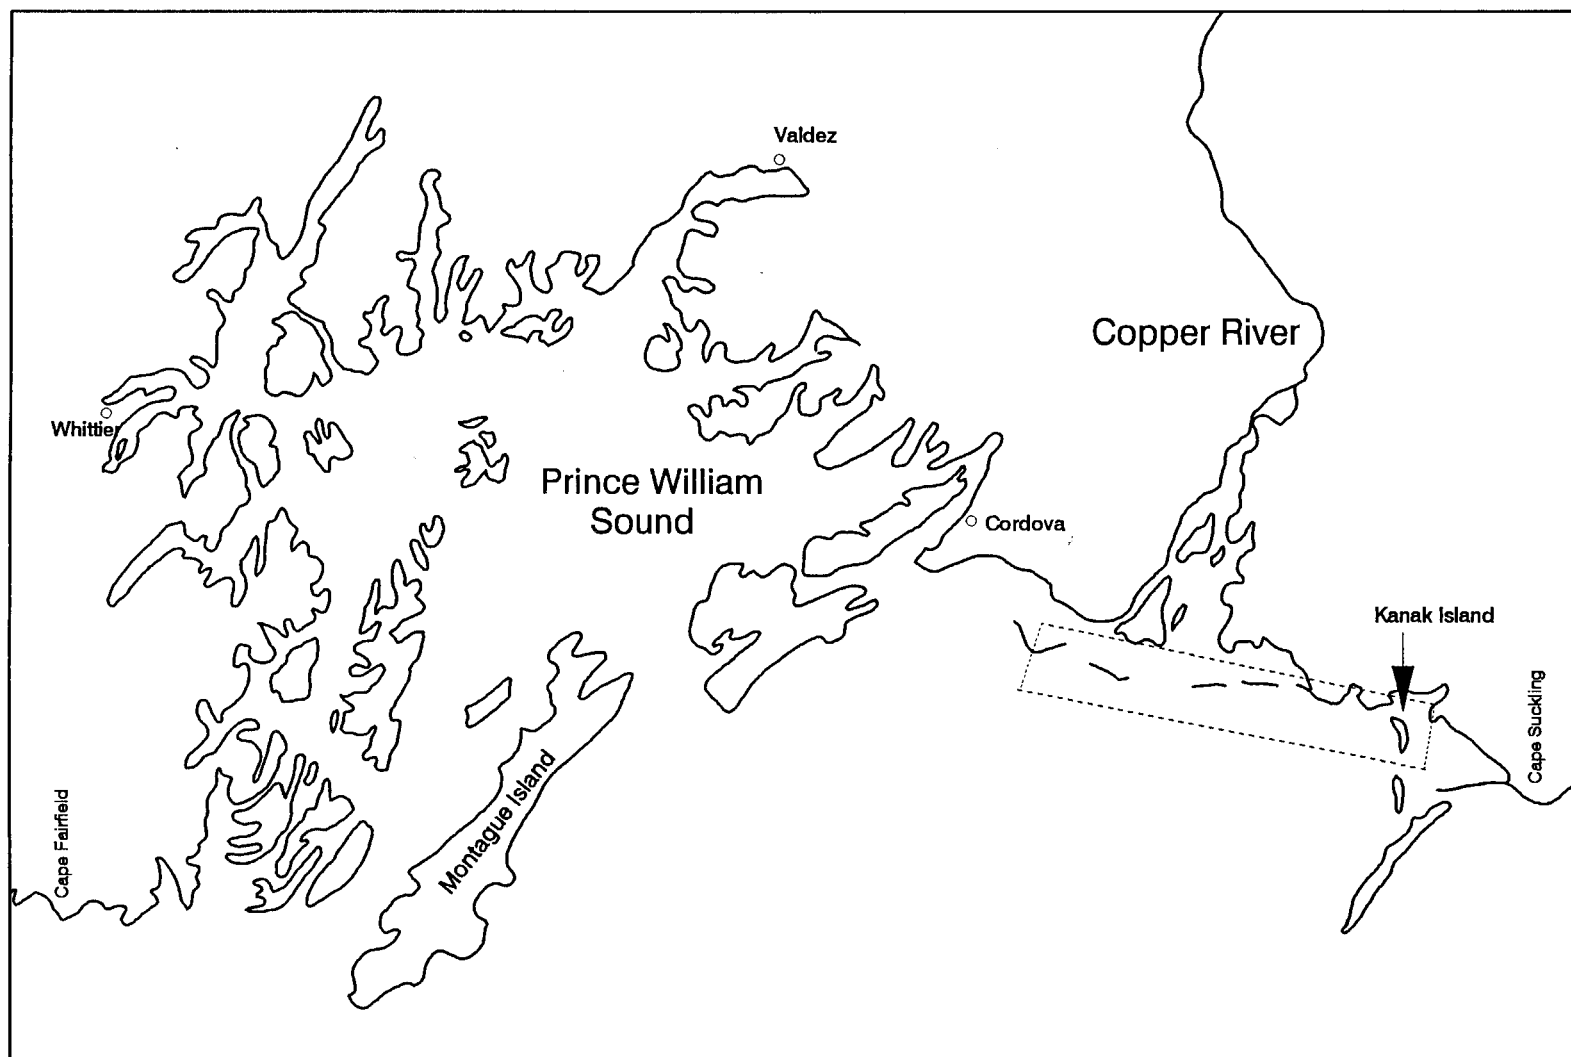 Valdez
Copper River
Whittier
Prince William
Sound
Cordova
Kanak Island
Cape Suckling
Montague Island
Cape Fairfield